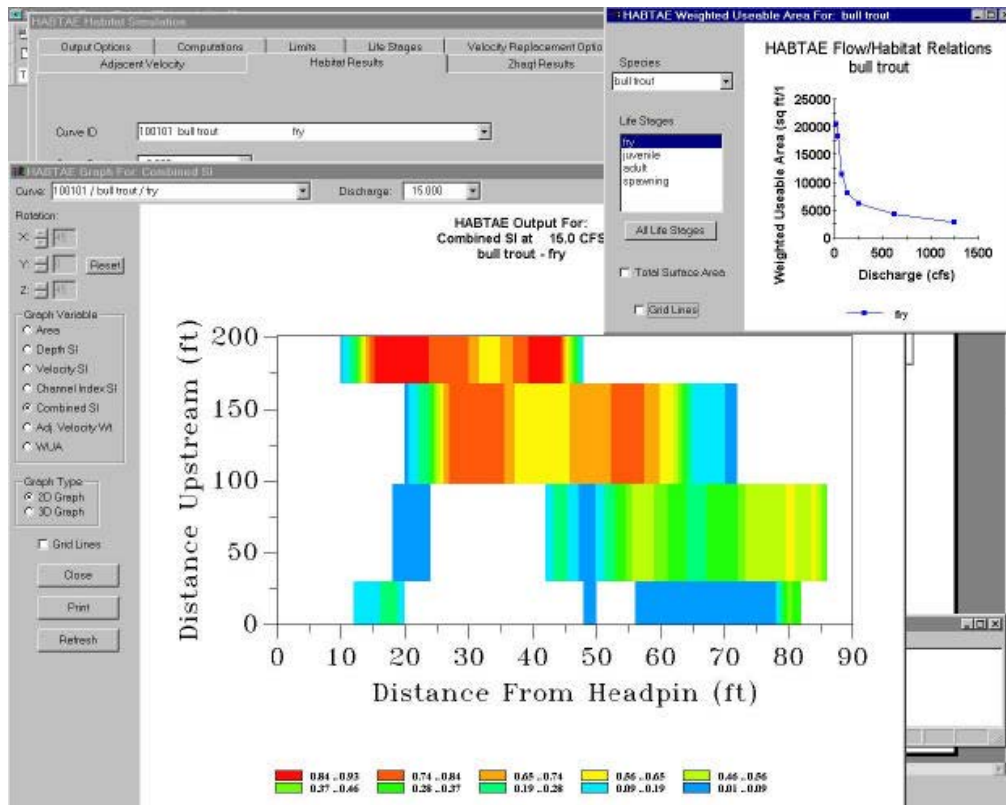 HABTAE Habitat Simulation
Output Options
Computations
Limits
Life Stages
Velocity Replacement Optio
Adjacent Velocity
Habitat Results
Zhaqf Results
Curve ID
100101 bull trout fry
HABTAE Weighted Useable Area For: bull trout
Species
bull trout
Life Stages
fry
juvenile
adult
spawning
All Life Stages
Total Surface Area
Grid Lines
HABTAE Flow/Habitat Relations
bull trout
Weighted Useable Area (sq ft/1
25000
20000
15000
10000
5000
0
0 500 1000 1500
Discharge (cfs)
fry
HABTAE Graph For: Combined SI
Curve: 100101 / bull trout / fry
Discharge: 15.000
Rotation:
X:
Y:
Z:
Reset
Graph Variable
Area
Depth SI
Velocity SI
Channel Index SI
Combined SI
Adj. Velocity Wt
WUA
Graph Type
2D Graph
3D Graph
Grid Lines
Close
Print
Refresh
HABTAE Output For:
Combined SI at 15.0 CFS
bull trout - fry
Distance Upstream (ft)
200
150
100
50
0
0 10 20 30 40 50 60 70 80 90
Distance From Headpin (ft)
0.84 .. 0.93 0.74 .. 0.84 0.65 .. 0.74 0.56 .. 0.65 0.46 .. 0.56
0.37 .. 0.46 0.28 .. 0.37 0.19 .. 0.28 0.09 .. 0.19 0.01 .. 0.09